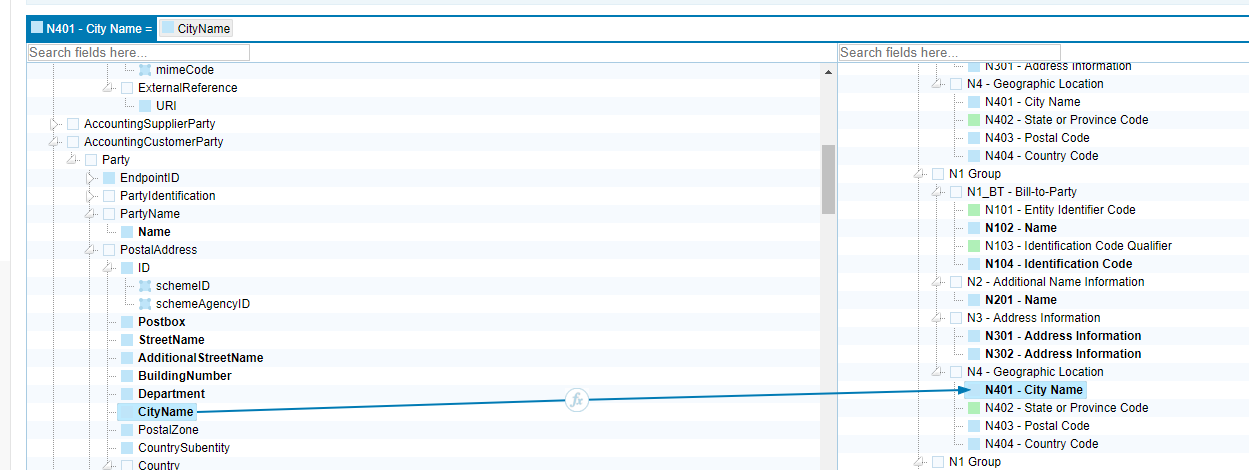 N401 - City Name = CityName
Search fields here...
mimeCode
ExternalReference
URI
AccountingSupplierParty
AccountingCustomerParty
Party
EndpointID
PartyIdentification
PartyName
Name
PostalAddress
ID
schemeID
schemeAgencyID
Postbox
StreetName
AdditionalStreetName
BuildingNumber
Department
CityName
PostalZone
CountrySubentity
Country
fx
Search fields here...
N301 - Address Information
N4 - Geographic Location
N401 - City Name
N402 - State or Province Code
N403 - Postal Code
N404 - Country Code
N1 Group
N1_BT - Bill-to-Party
N101 - Entity Identifier Code
N102 - Name
N103 - Identification Code Qualifier
N104 - Identification Code
N2 - Additional Name Information
N201 - Name
N3 - Address Information
N301 - Address Information
N302 - Address Information
N4 - Geographic Location
N401 - City Name
N402 - State or Province Code
N403 - Postal Code
N404 - Country Code
N1 Group